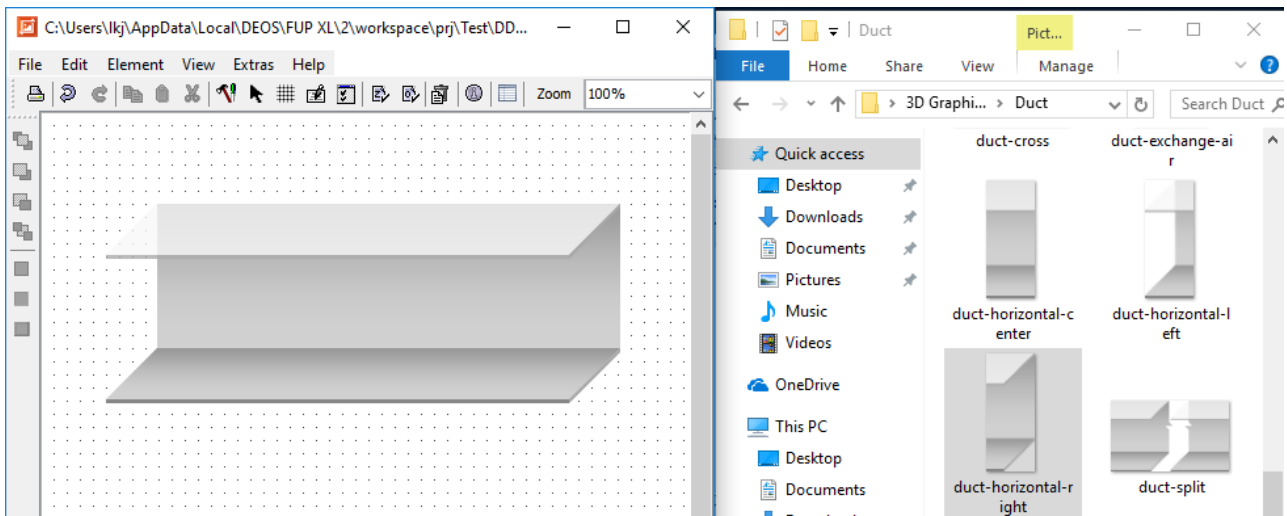 C:\Users\lkj\AppData\Local\DEOS\FUP XL\2\workspace\prj\Test\DD...
File Edit Element View Extras Help
Zoom 100%
Duct
Pict...
File Home Share View Manage
3D Graphi... > Duct
Search Duct
Quick access
Desktop
Downloads
Documents
Pictures
Music
Videos
OneDrive
This PC
Desktop
Documents
duct-cross
duct-exchange-ai
r
duct-horizontal-c
enter
duct-horizontal-l
eft
duct-horizontal-r
ight
duct-split